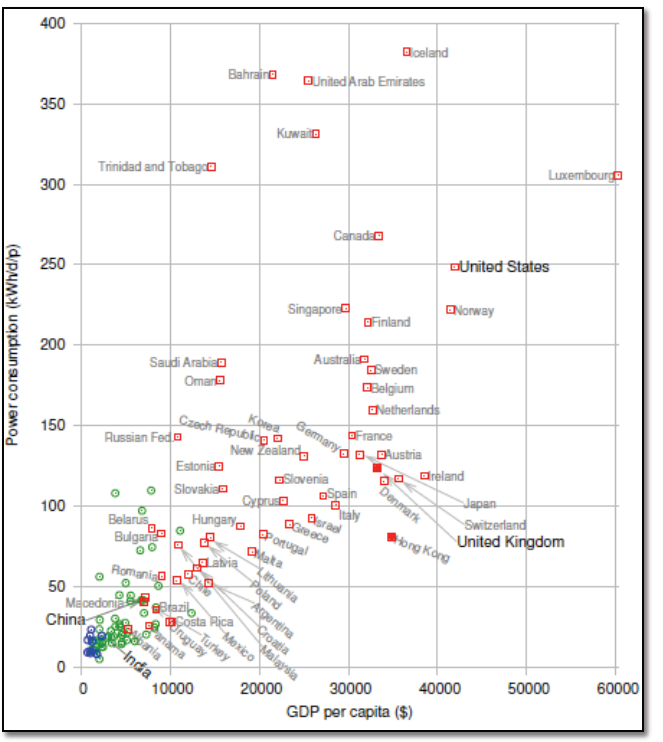 400
Iceland
Bahrain
United Arab Emirates
350
Kuwait
Trinidad and Tobago
Luxembourg
300
Canada
250
United States
Singapore
Norway
Finland
200
Saudi Arabia
Australia
Sweden
Oman
Belgium
Netherlands
150
Russian Fed.
Czech Republic
Korea
Germany
France
New Zealand
Austria
Estonia
Slovenia
Ireland
Slovakia
Cyprus
Spain
Denmark
Japan
100
Italy
Belarus
Hungary
Greece
Israel
Switzerland
Bulgaria
Portugal
United Kingdom
Hong Kong
Malta
Latvia
Lithuania
Romania
Chile
Poland
50
Macedonia
Brazil
Argentina
China
Costa Rica
Croatia
Albania
Panama
Uruguay
Turkey
Mexico
Malaysia
India
0
Power consumption (kWh/d/p)
0 10000 20000 30000 40000 50000 60000
GDP per capita ($)